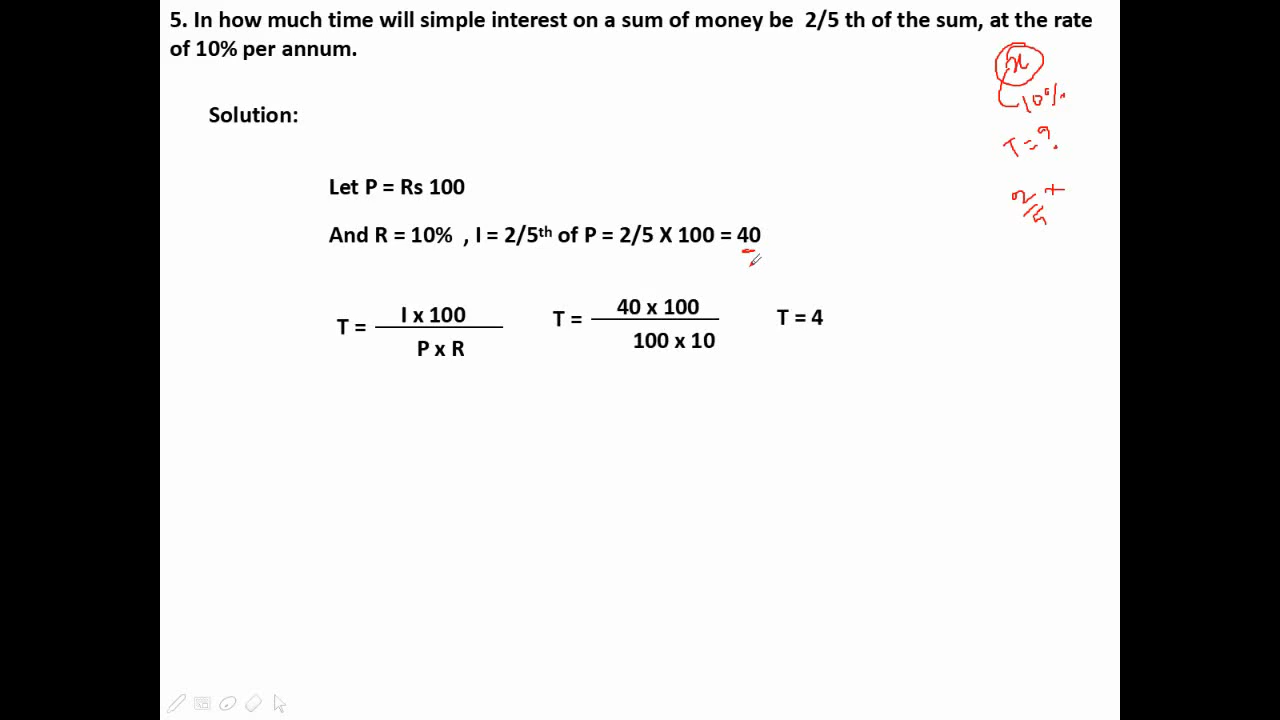 5. In how much time will simple interest on a sum of money be 2/5 th of the sum, at the rate
of 10% per annum.
x
10%
T = ?
Solution:
2/5
Let P = Rs 100
And R = 10% , I = 2/5th of P = 2/5 X 100 = 40
T = I x 100 / P x R T = 40 x 100 / 100 x 10 T = 4